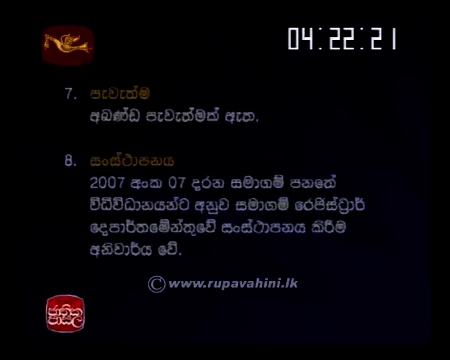 04:22:21
7. පැවැත්ම
අඛණ්ඩ පැවැත්මක් ඇත.
8. සංස්ථාපනය
2007 අංක 07 දරන සමාගම් පනතේ
විධිවිධානයන්ට අනුව සමාගම් රෙජිස්ට්‍රාර්
දෙපාර්තමේන්තුවේ සංස්ථාපනය කිරීම
අනිවාර්ය වේ.
© www.rupavahini.lk